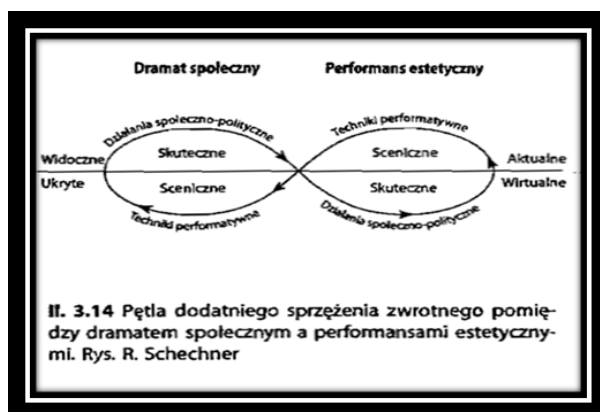 Dramat społeczny Performans estetyczny
Działania społeczno-polityczne Techniki performatywne
Widoczne Skuteczne Sceniczne Aktualne
Ukryte Sceniczne Skuteczne Wirtualne
Techniki performatywne Działania społeczno-polityczne
Il. 3.14 Pętla dodatniego sprzężenia zwrotnego pomię-
dzy dramatem społecznym a performansami estetyczny-
mi. Rys. R. Schechner